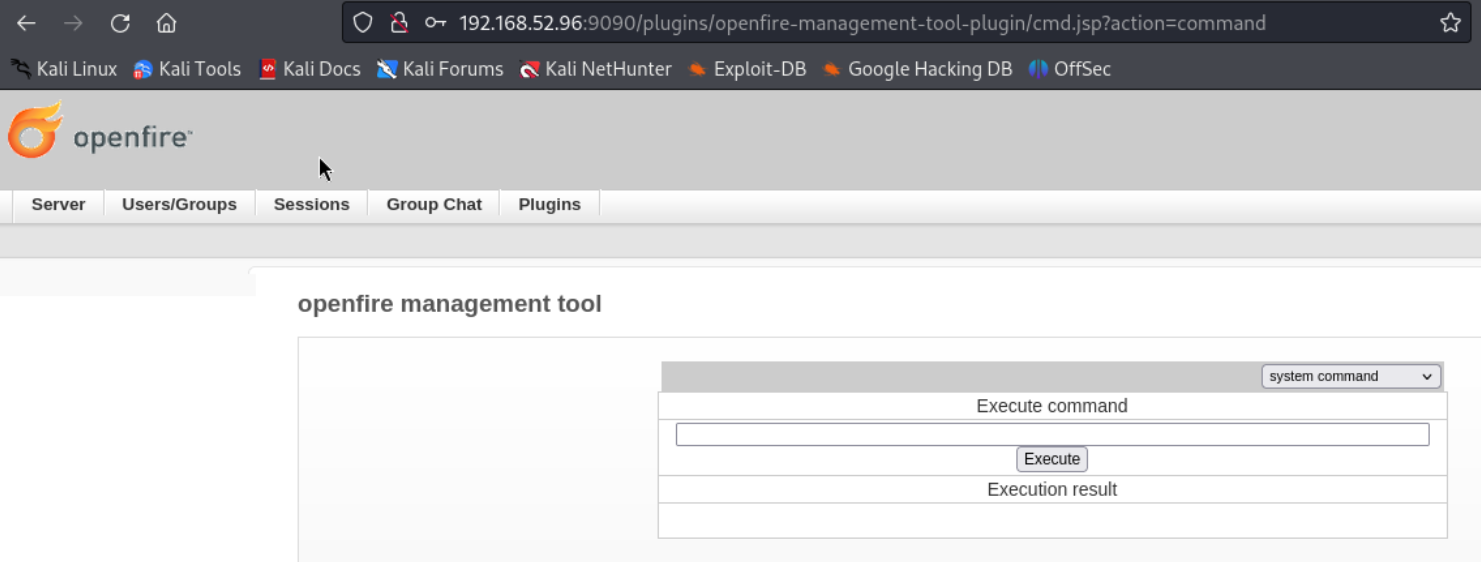 192.168.52.96:9090/plugins/openfire-management-tool-plugin/cmd.jsp?action=command
Kali Linux Kali Tools Kali Docs Kali Forums Kali NetHunter Exploit-DB Google Hacking DB OffSec
openfire™
Server Users/Groups Sessions Group Chat Plugins
openfire management tool
system command
Execute command
Execute
Execution result